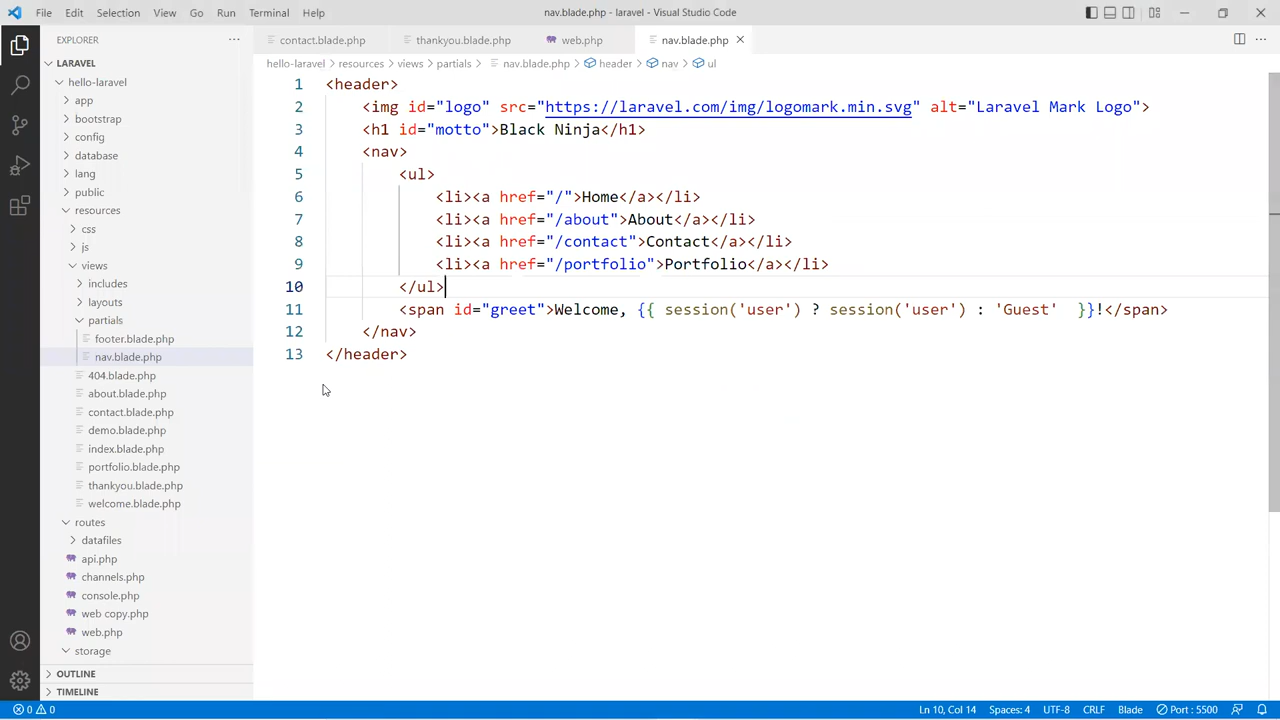 File Edit Selection View Go Run Terminal Help nav.blade.php - laravel - Visual Studio Code
EXPLORER ···
contact.blade.php thankyou.blade.php web.php nav.blade.php
LARAVEL
hello-laravel > resources > views > partials > nav.blade.php > header > nav > ul
hello-laravel
app
bootstrap
config
database
lang
public
resources
css
js
views
includes
layouts
partials
footer.blade.php
nav.blade.php
404.blade.php
about.blade.php
contact.blade.php
demo.blade.php
index.blade.php
portfolio.blade.php
thankyou.blade.php
welcome.blade.php
routes
datafiles
api.php
channels.php
console.php
web copy.php
web.php
storage
OUTLINE
TIMELINE
1 <header>
2 <img id="logo" src="https://laravel.com/img/logomark.min.svg" alt="Laravel Mark Logo">
3 <h1 id="motto">Black Ninja</h1>
4 <nav>
5 <ul>
6 <li><a href="/">Home</a></li>
7 <li><a href="/about">About</a></li>
8 <li><a href="/contact">Contact</a></li>
9 <li><a href="/portfolio">Portfolio</a></li>
10 </ul>
11 <span id="greet">Welcome, {{ session('user') ? session('user') : 'Guest'  }}!</span>
12 </nav>
13 </header>
0 0 Ln 10, Col 14 Spaces: 4 UTF-8 CRLF Blade Port : 5500